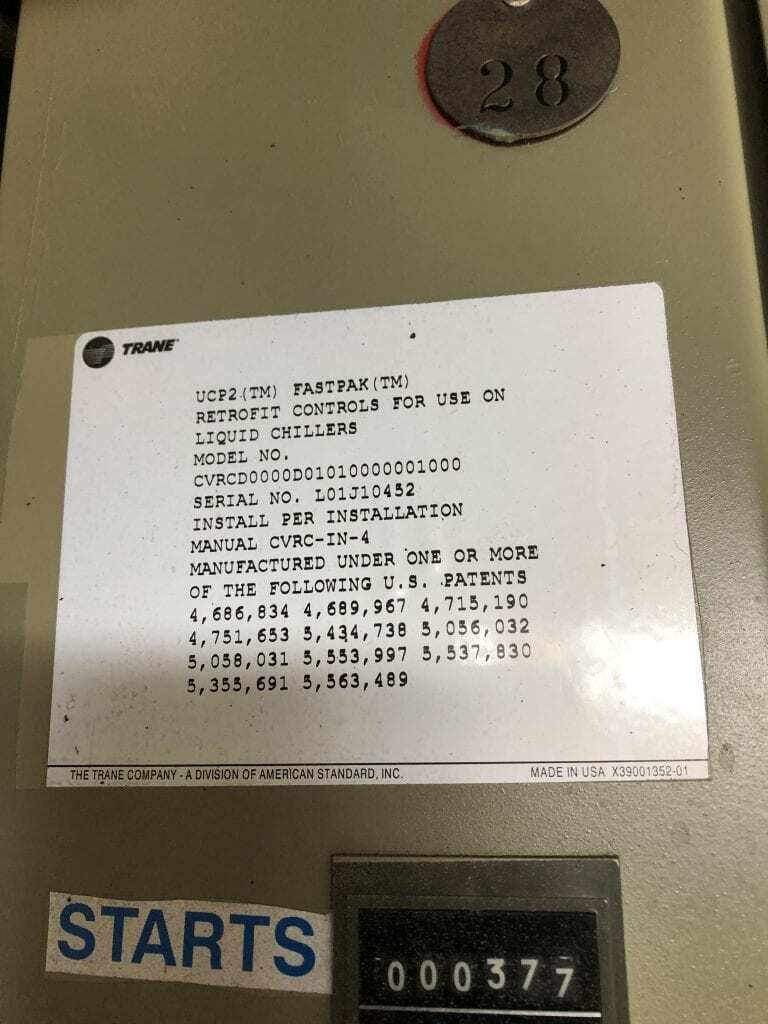 28
TRANE
UCP2 (TM) FASTPAK (TM)
RETROFIT CONTROLS FOR USE ON
LIQUID CHILLERS
MODEL NO.
CVRCD0000D01010000001000
SERIAL NO. L01J10452
INSTALL PER INSTALLATION
MANUAL CVRC-IN-4
MANUFACTURED UNDER ONE OR MORE
OF THE FOLLOWING U.S. PATENTS
4,686,834 4,689,967 4,715,190
4,751,653 5,434,738 5,056,032
5,058,031 5,553,997 5,537,830
5,355,691 5,563,489
THE TRANE COMPANY - A DIVISION OF AMERICAN STANDARD, INC. MADE IN USA X39001352-01
STARTS
000377